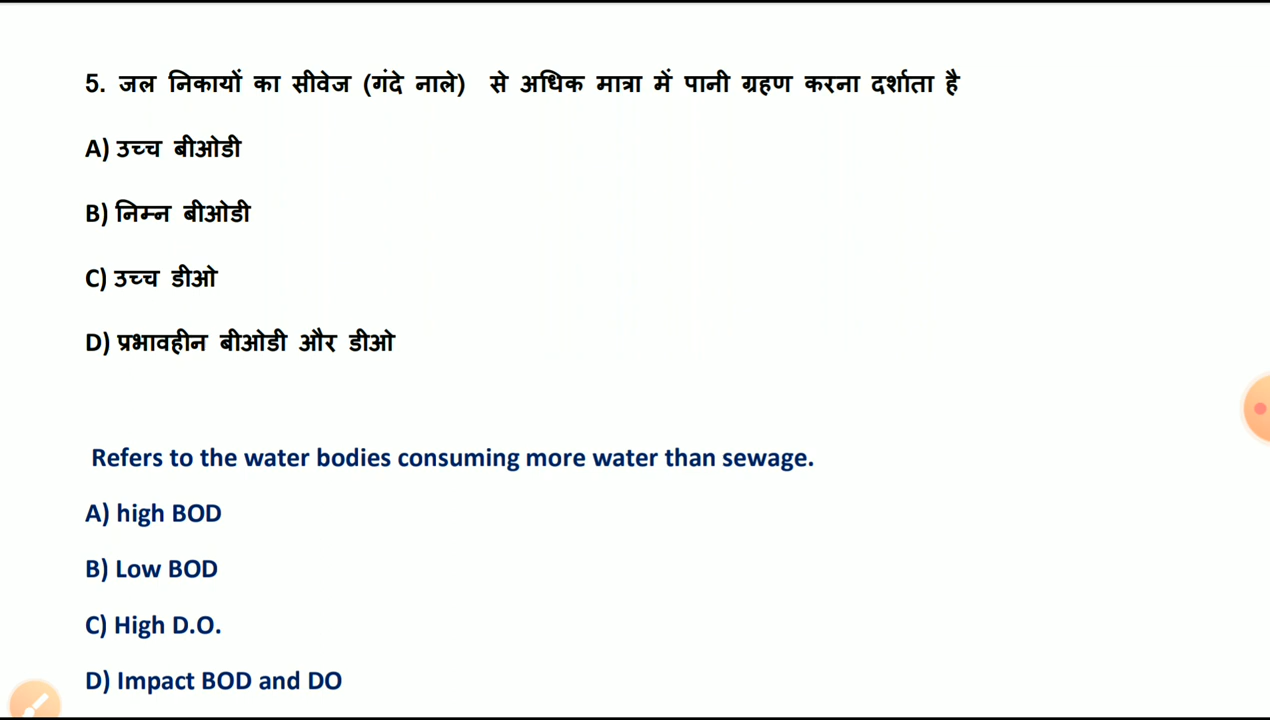 5. जल निकायों का सीवेज (गंदे नाले) से अधिक मात्रा में पानी ग्रहण करना दर्शाता है
A) उच्च बीओडी
B) निम्न बीओडी
C) उच्च डीओ
D) प्रभावहीन बीओडी और डीओ
Refers to the water bodies consuming more water than sewage.
A) high BOD
B) Low BOD
C) High D.O.
D) Impact BOD and DO